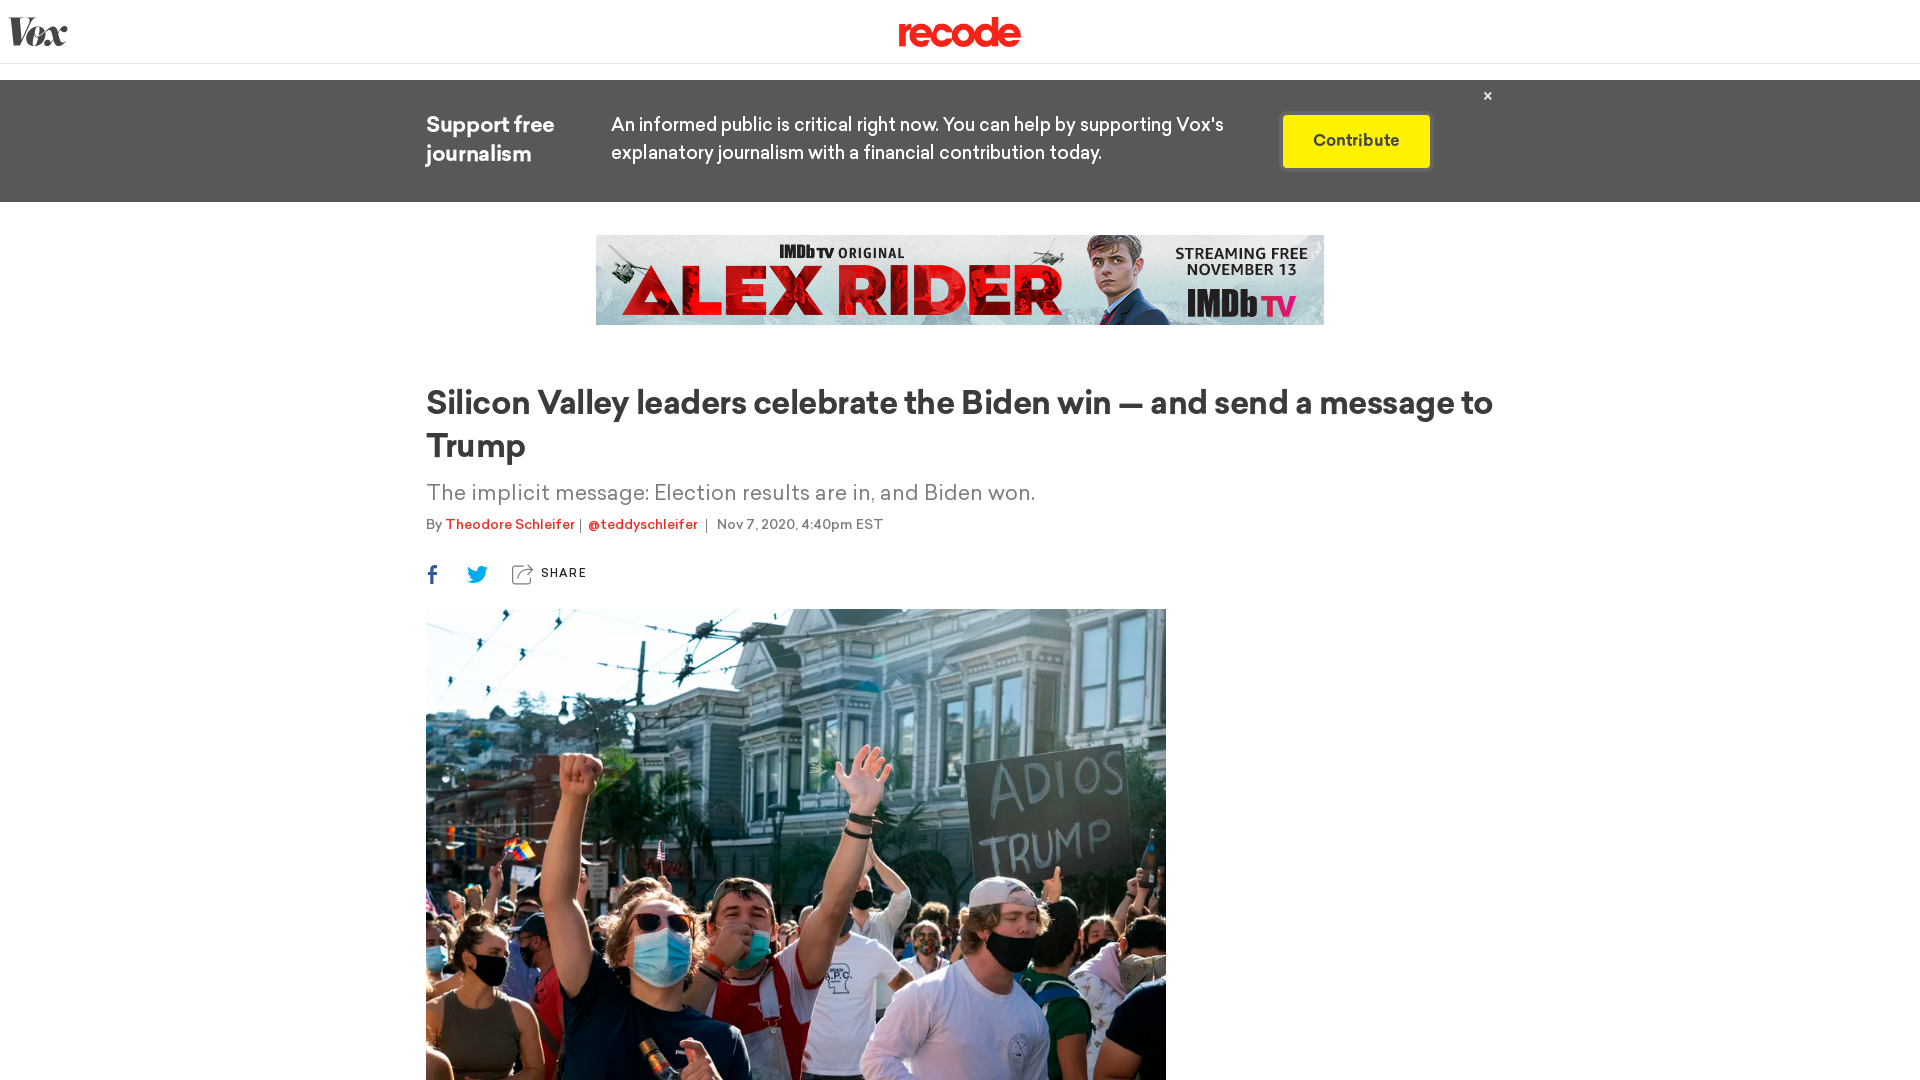 Vox
recode
×
Support free
journalism
An informed public is critical right now. You can help by supporting Vox's
explanatory journalism with a financial contribution today.
Contribute
IMDb TV ORIGINAL
ALEX RIDER
STREAMING FREE
NOVEMBER 13
IMDb TV
Silicon Valley leaders celebrate the Biden win — and send a message to
Trump
The implicit message: Election results are in, and Biden won.
By Theodore Schleifer | @teddyschleifer | Nov 7, 2020, 4:40pm EST
SHARE
ADIOS
TRUMP
A.P.C.